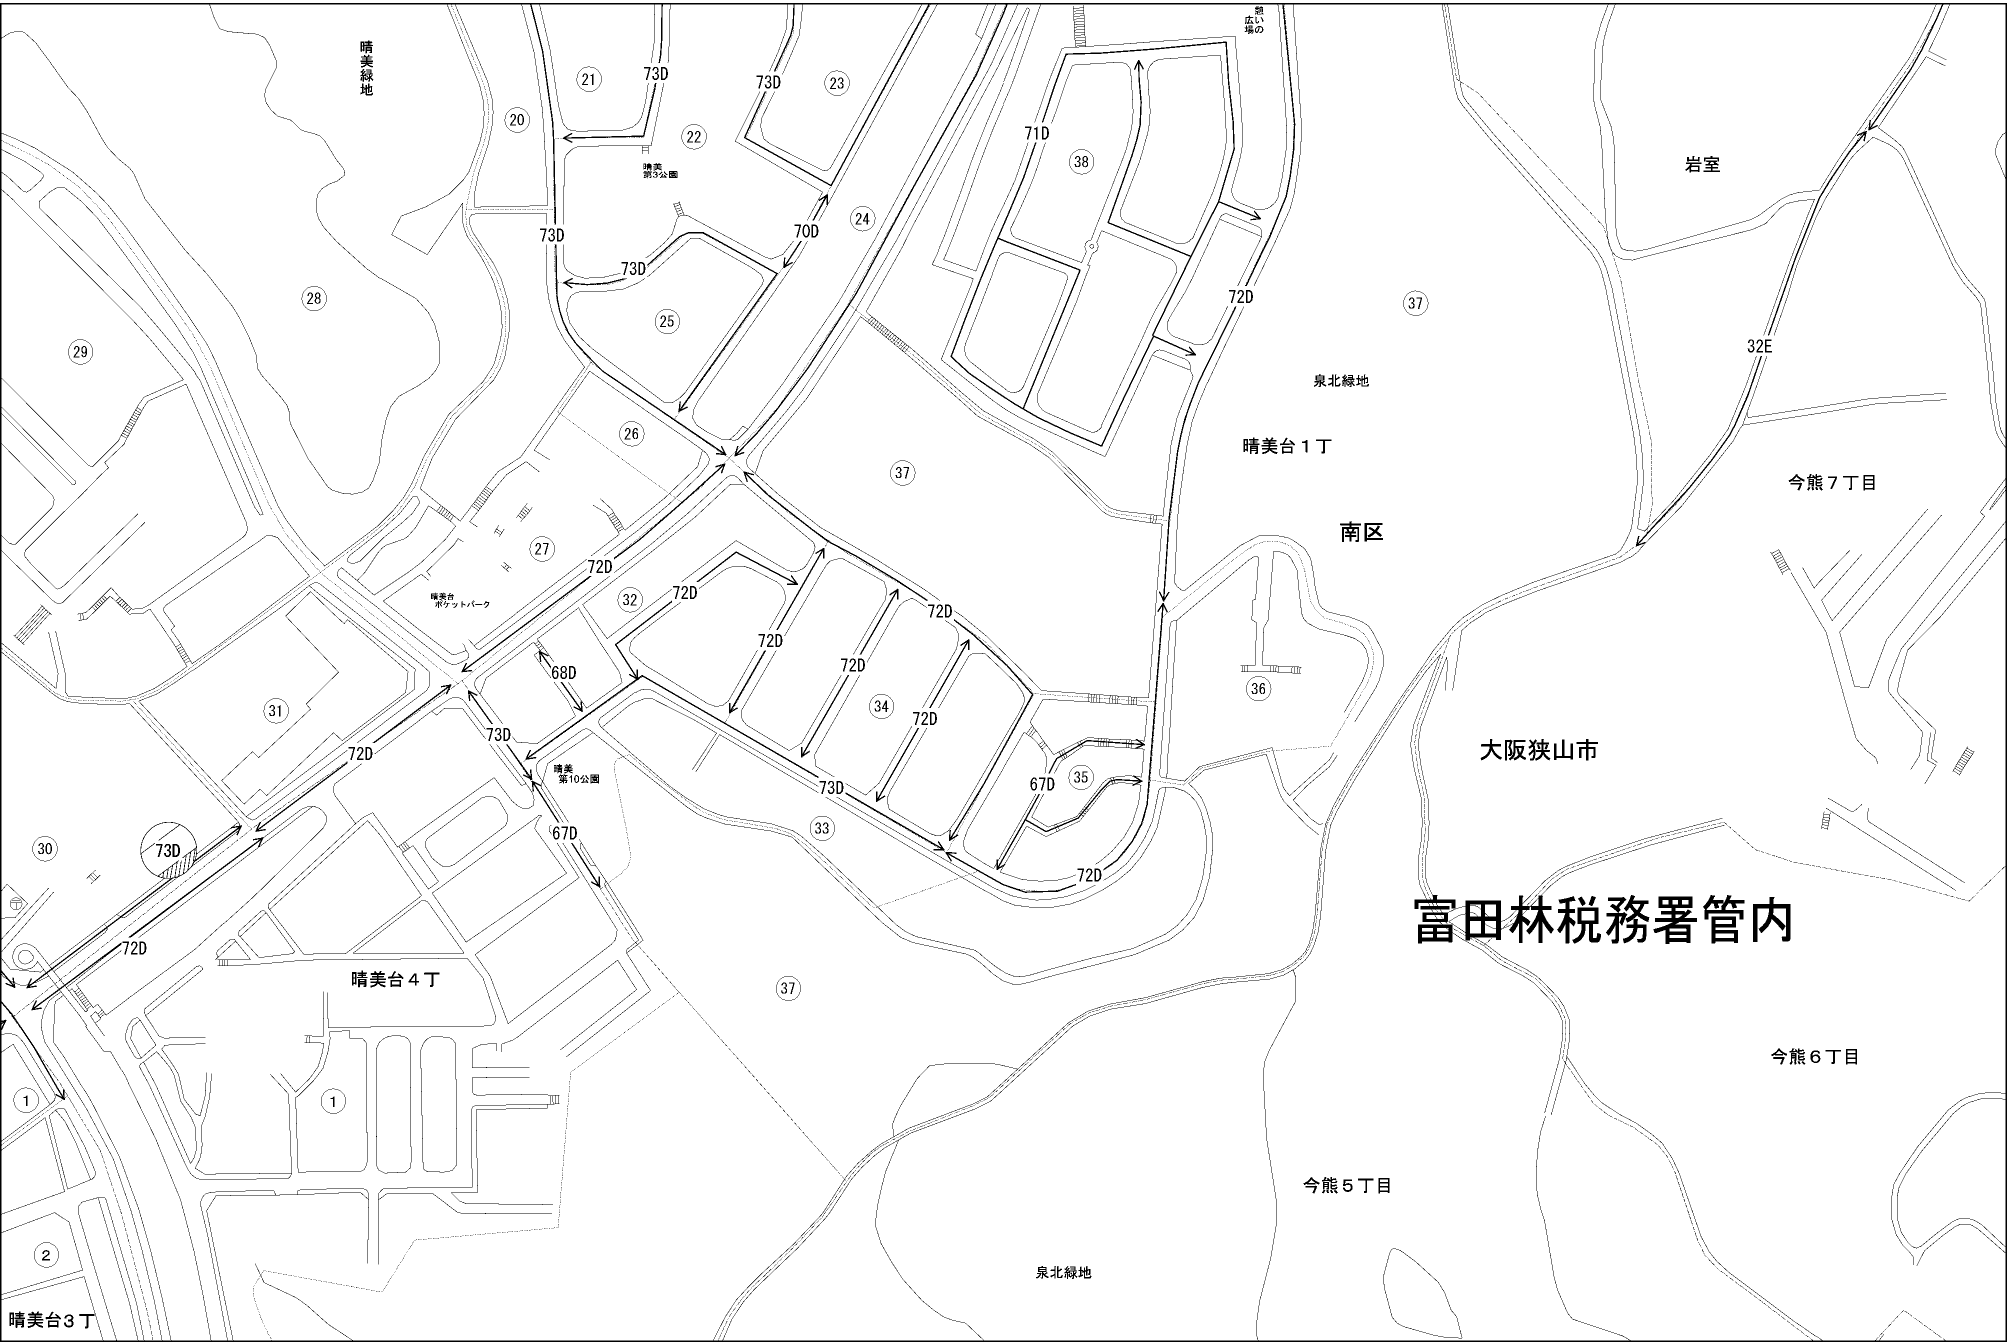 憩いの
広場
晴美緑地
21
73D
73D
23
20
22
71D
38
岩室
晴美
第3公園
24
70D
73D
73D
28
72D
37
25
32E
29
泉北緑地
26
晴美台1丁
37
今熊7丁目
南区
27
72D
晴美台
ポケットパーク
32
72D
72D
72D
72D
68D
36
31
34
72D
73D
大阪狭山市
72D
晴美
第10公園
35
67D
73D
33
67D
30
73D
72D
富田林税務署管内
72D
晴美台4丁
37
今熊6丁目
1
1
今熊5丁目
2
泉北緑地
晴美台3丁